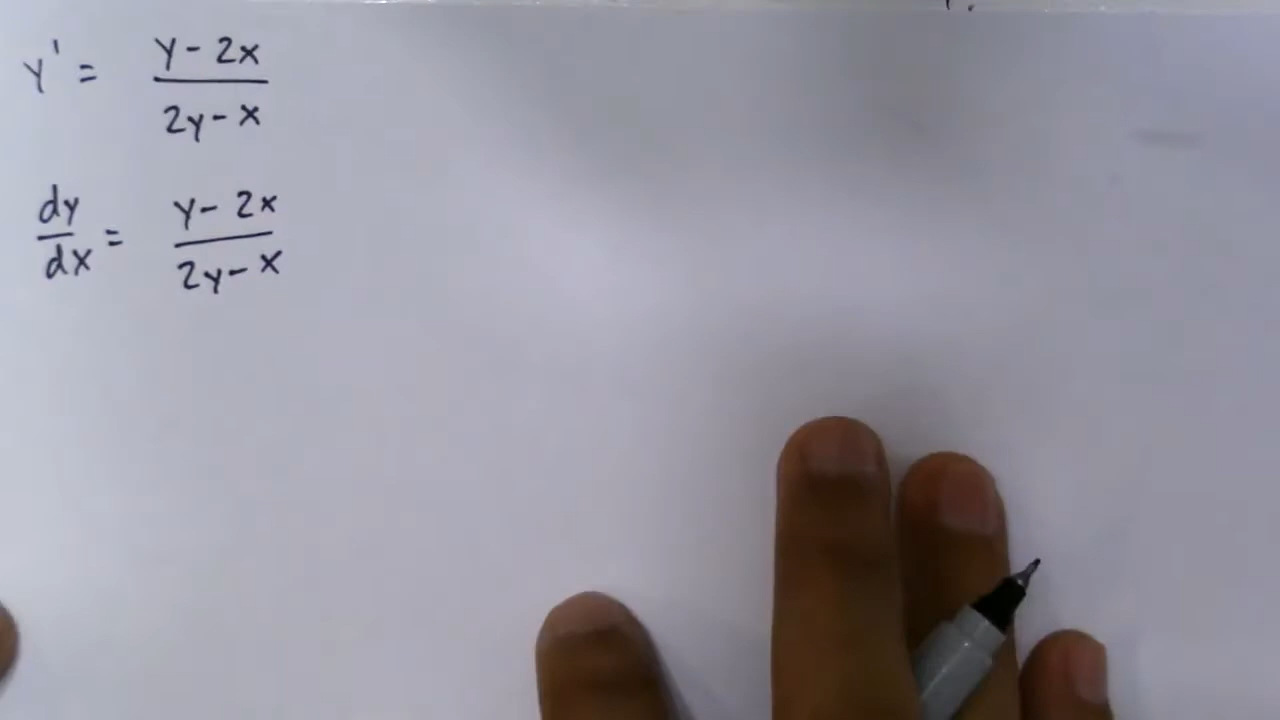 y' = y - 2x / 2y - x
dy/dx = y - 2x / 2y - x